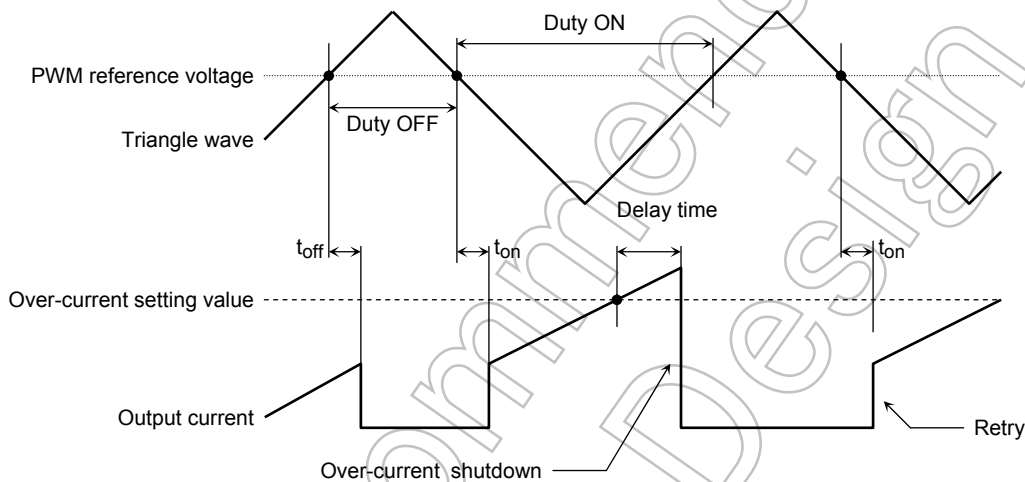 Duty ON
PWM reference voltage
Duty OFF
Triangle wave
Delay time
toff
ton
ton
Over-current setting value
Output current
Retry
Over-current shutdown
Design